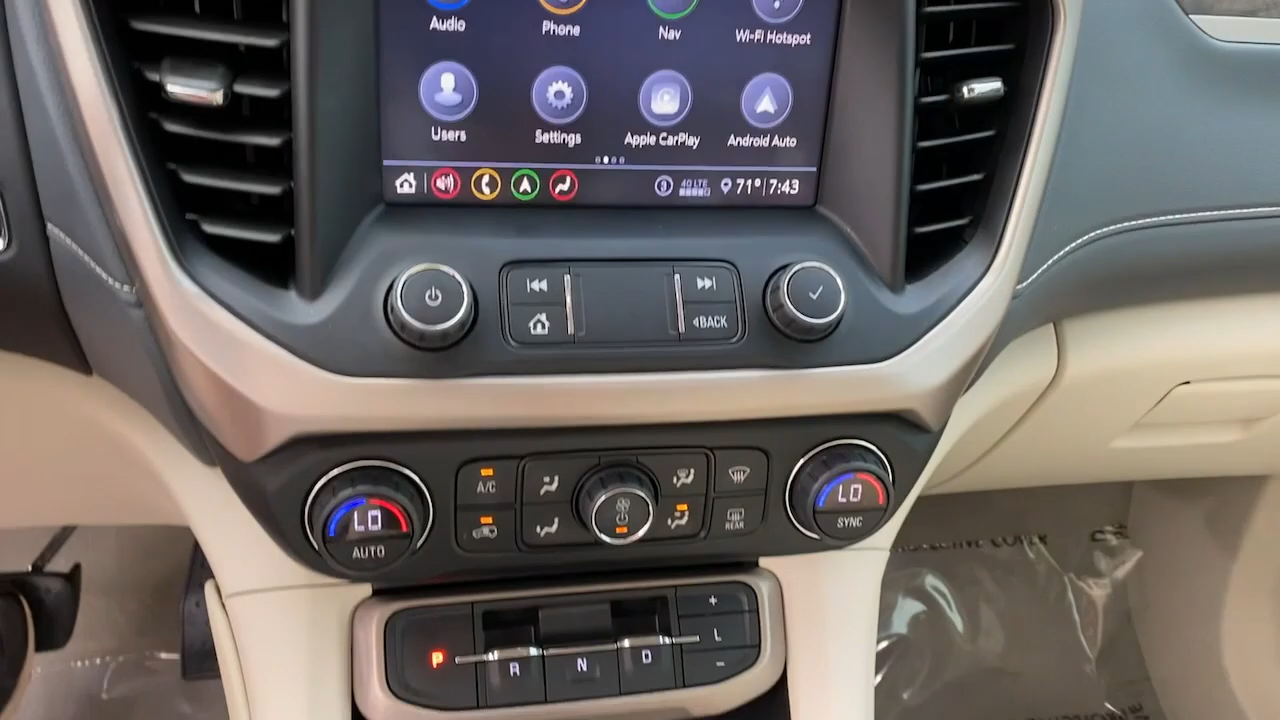 Audio
Phone
Nav
Wi-Fi Hotspot
Users
Settings
Apple CarPlay
Android Auto
4G LTE
71° 7:43
BACK
A/C
LO
AUTO
LO
SYNC
REAR
P
R
N
D
+
L
-